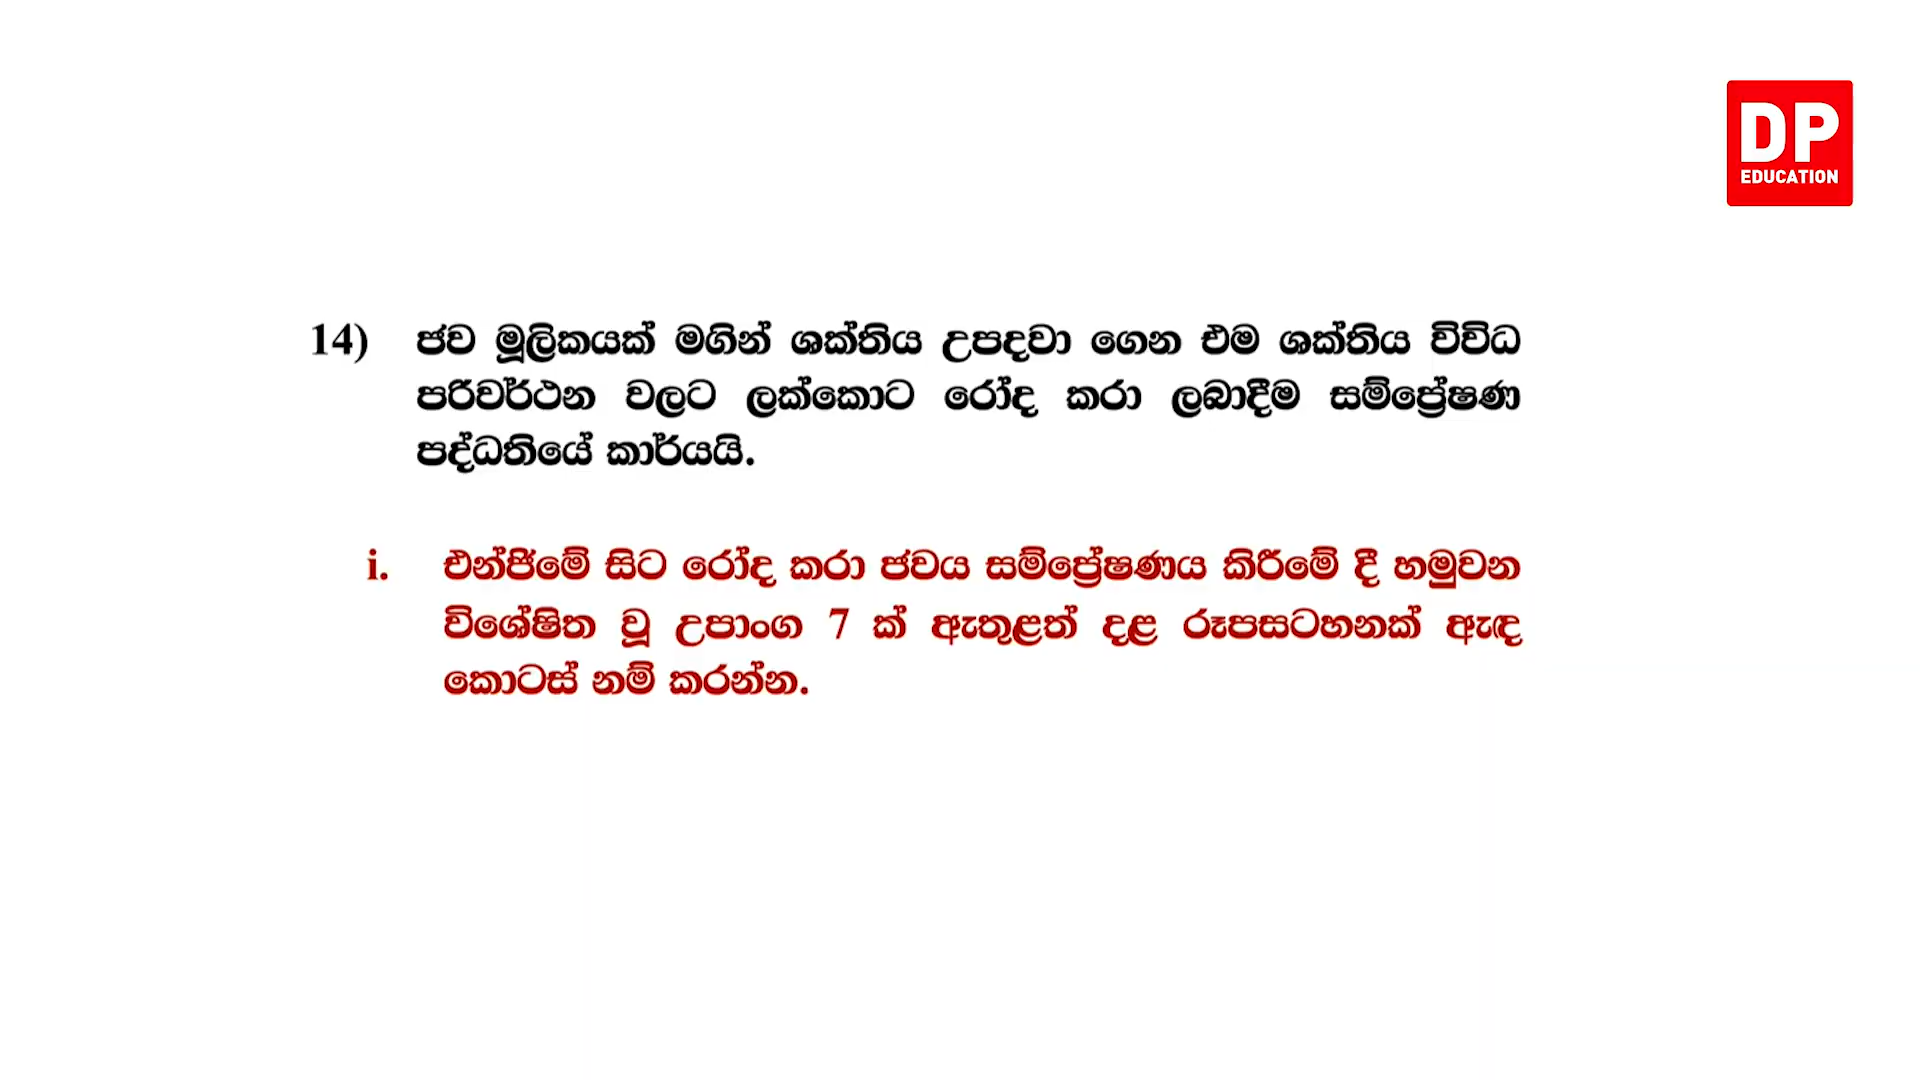 DP
EDUCATION
14) ජව මූලිකයක් මගින් ශක්තිය උපදවා ගෙන එම ශක්තිය විවිධ
පරිවර්ථන වලට ලක්කොට රෝද කරා ලබාදීම සම්ප්‍රේෂණ
පද්ධතියේ කාර්යයි.
i. එන්ජිමේ සිට රෝද කරා ජවය සම්ප්‍රේෂණය කිරීමේ දී හමුවන
විශේෂිත වූ උපාංග 7 ක් ඇතුළත් දළ රූපසටහනක් ඇඳ
කොටස් නම් කරන්න.